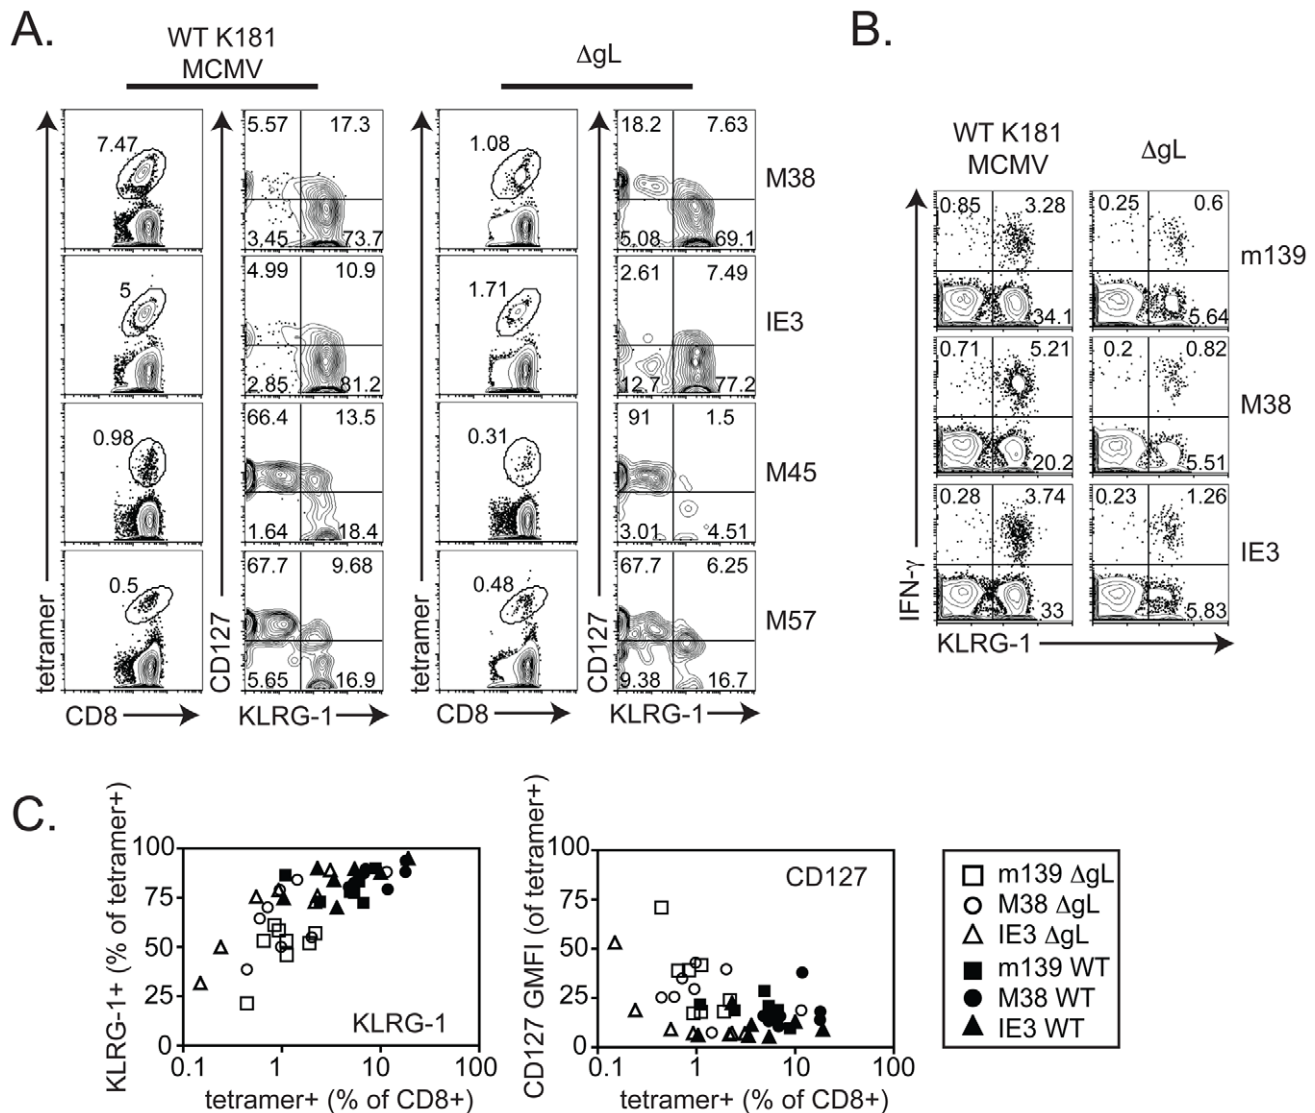 A.
WT K181
MCMV
ΔgL
tetramer
CD127
tetramer
CD127
7.47
5.57 17.3
3.45 73.7
1.08
18.2 7.63
5.08 69.1
M38
5
4.99 10.9
2.85 81.2
1.71
2.61 7.49
12.7 77.2
IE3
0.98
66.4 13.5
1.64 18.4
0.31
91 1.5
3.01 4.51
M45
0.5
67.7 9.68
5.65 16.9
0.48
67.7 6.25
9.38 16.7
M57
CD8
KLRG-1
CD8
KLRG-1
B.
WT K181
MCMV
ΔgL
IFN-γ
0.85 3.28
34.1
0.25 0.6
5.64
m139
0.71 5.21
20.2
0.2 0.82
5.51
M38
0.28 3.74
33
0.23 1.26
5.83
IE3
KLRG-1
C.
KLRG-1+ (% of tetramer+)
100
75
50
25
0
KLRG-1
0.1 1 10 100
tetramer+ (% of CD8+)
CD127 GMFI (of tetramer+)
100
75
50
25
0
CD127
0.1 1 10 100
tetramer+ (% of CD8+)
m139 ΔgL
M38 ΔgL
IE3 ΔgL
m139 WT
M38 WT
IE3 WT